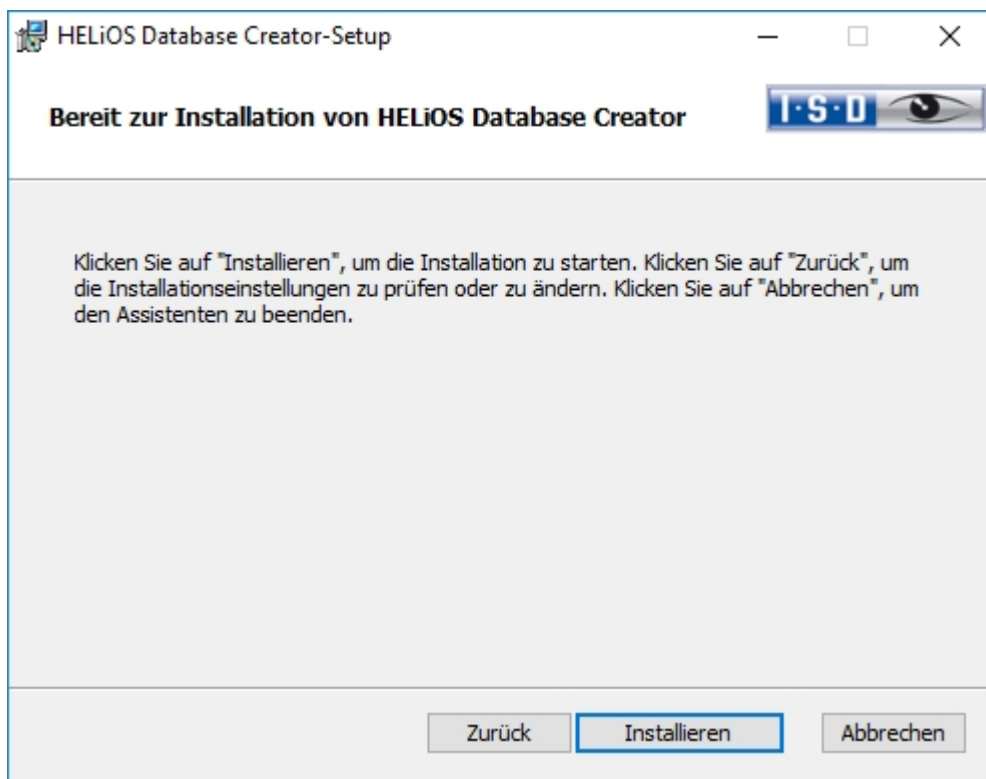 HELiOS Database Creator-Setup
Bereit zur Installation von HELiOS Database Creator
I·S·D
Klicken Sie auf "Installieren", um die Installation zu starten. Klicken Sie auf "Zurück", um
die Installationseinstellungen zu prüfen oder zu ändern. Klicken Sie auf "Abbrechen", um
den Assistenten zu beenden.
Zurück
Installieren
Abbrechen